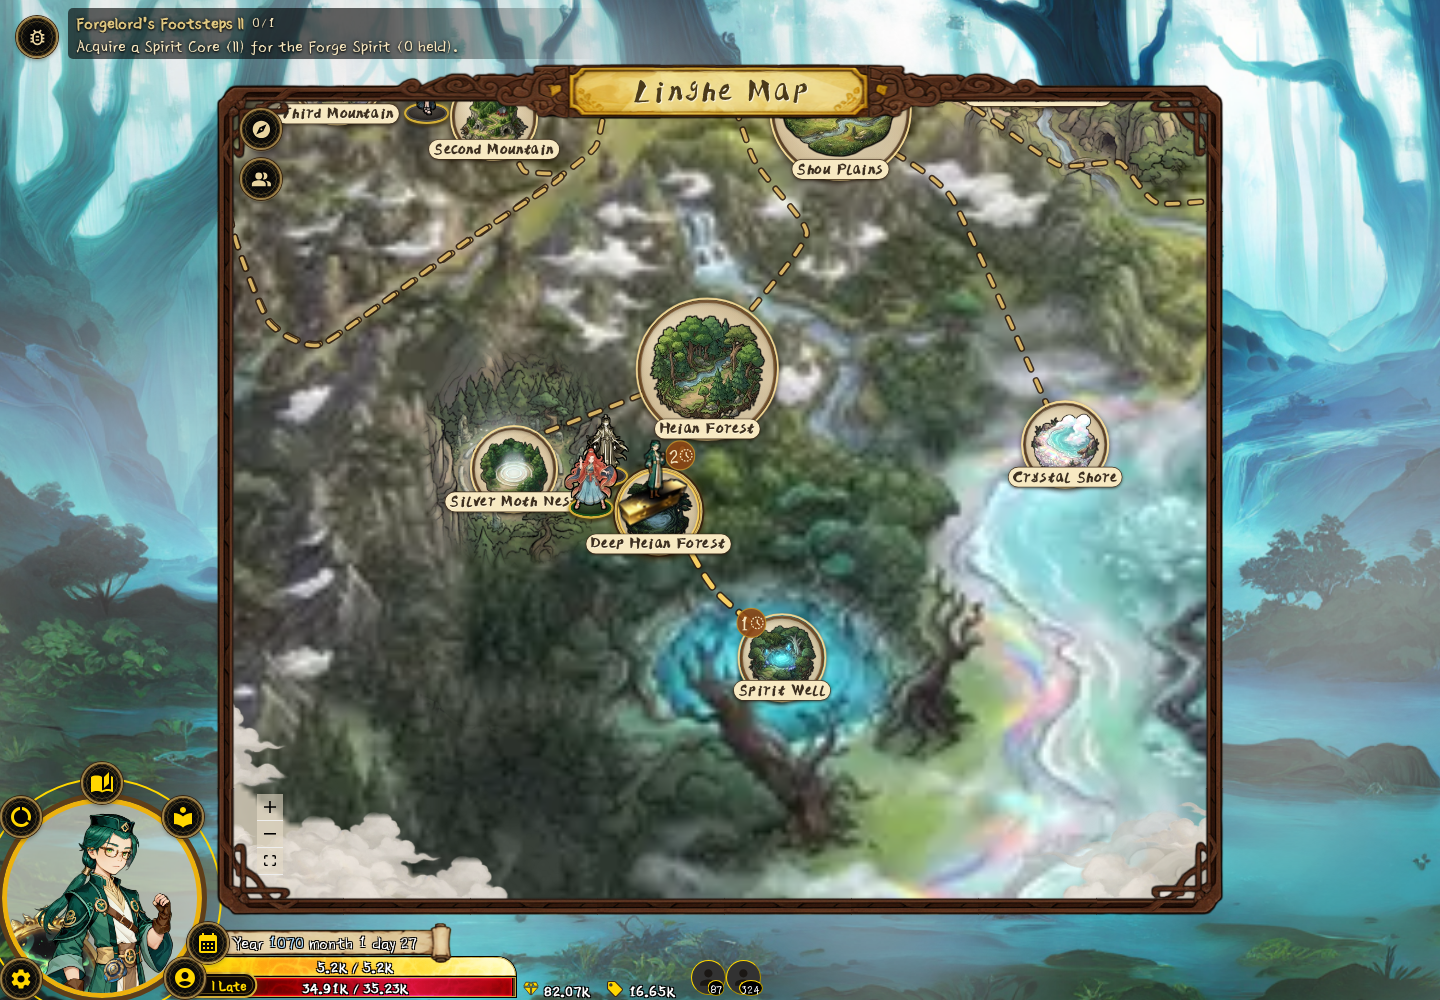 Forgelord's Footsteps II 0/1
Acquire a Spirit Core (II) for the Forge Spirit (0 held).
Linghe Map
Third Mountain
Second Mountain
Shou Plains
Heian Forest
Silver Moth Nes
2
Crystal Shore
Deep Heian Forest
1
Spirit Well
Year 1070 month 1 day 27
5.2k / 5.2k
I Late
34.91k / 35.23k
82.07k
16.65k
87
324